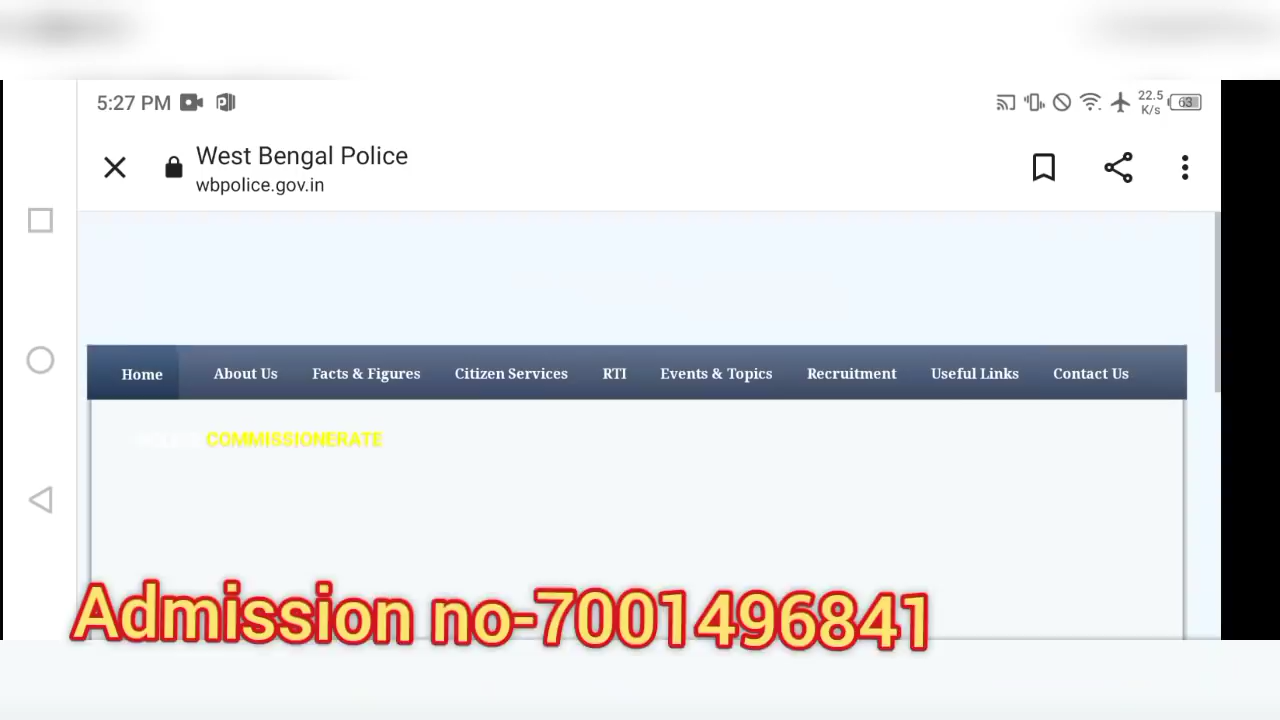 5:27 PM
22.5
K/s
63
West Bengal Police
wbpolice.gov.in
Home About Us Facts & Figures Citizen Services RTI Events & Topics Recruitment Useful Links Contact Us
COMMISSIONERATE
Admission no-7001496841